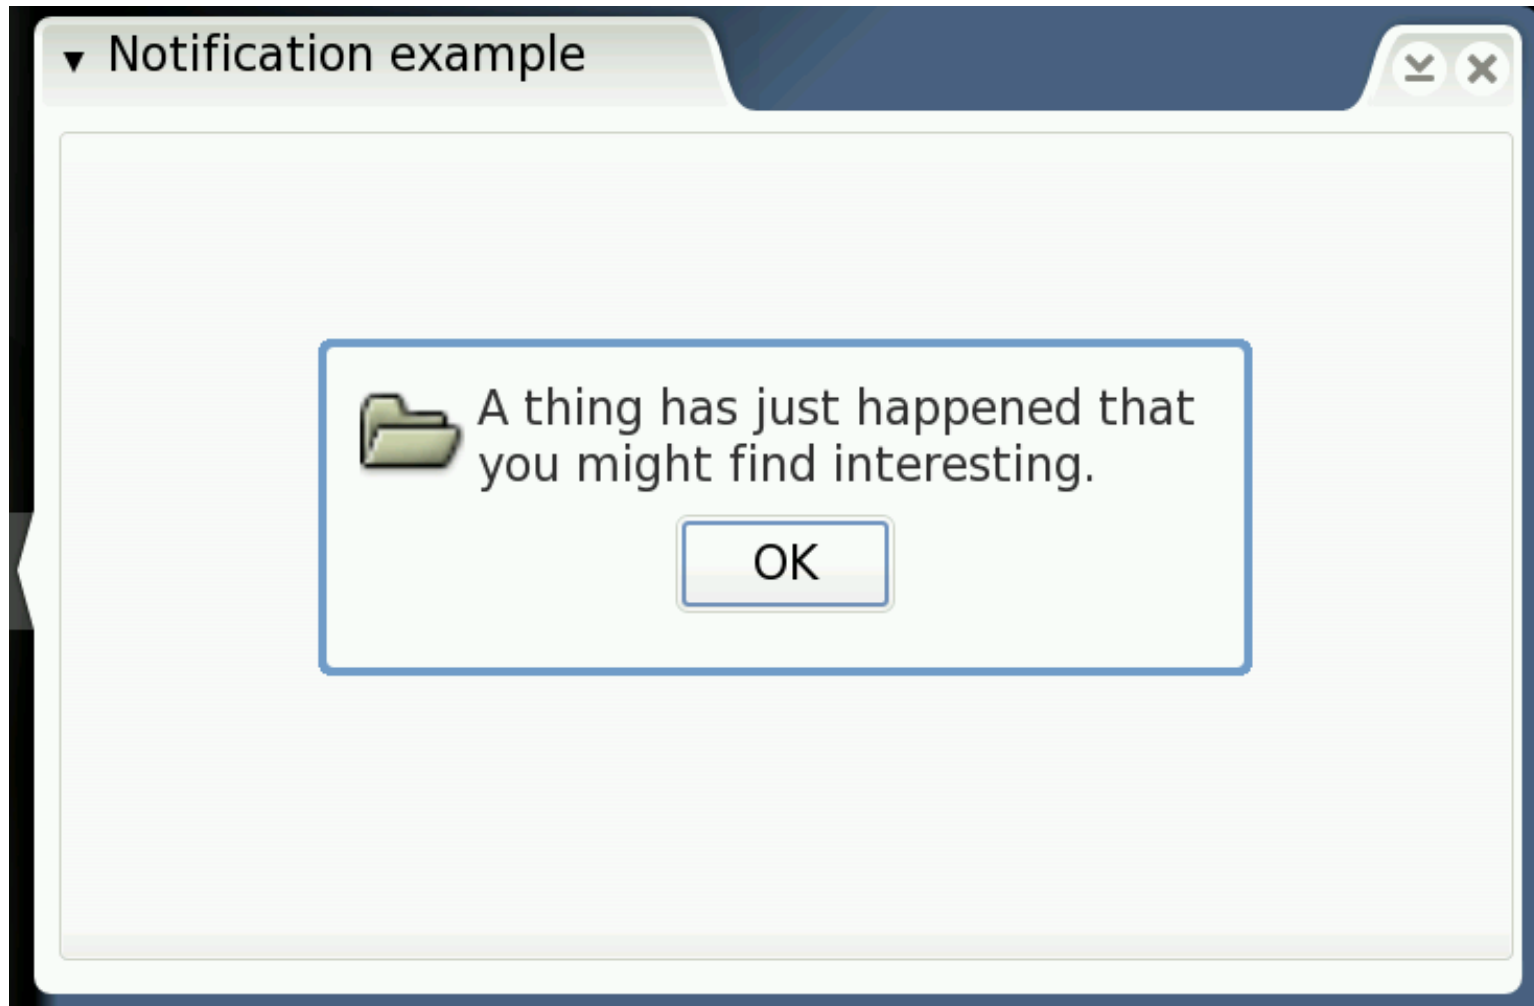 Notification example
A thing has just happened that
you might find interesting.
OK